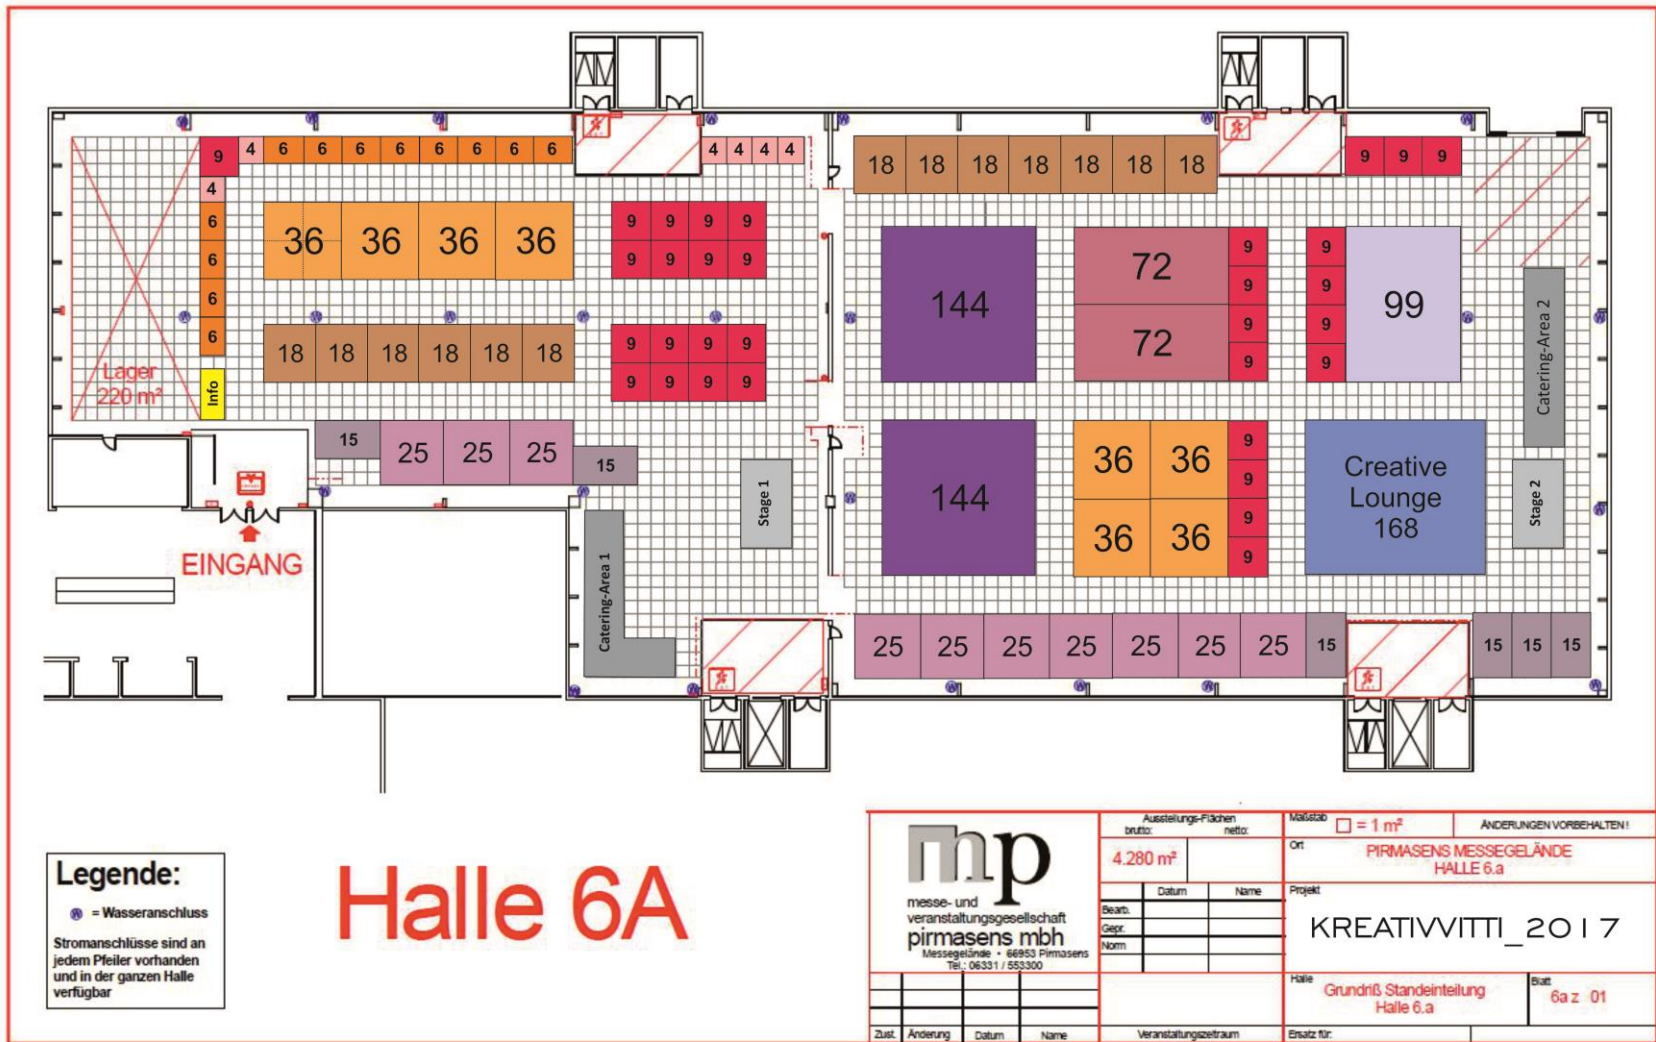 9 4 6 6 6 6 6 6 6 6
4 4 4 4
18 18 18 18 18 18 18
9 9 9
4
6
6
6
6
Info
Lager
220 m²
36 36 36 36
9 9 9 9
9 9 9 9
18 18 18 18 18 18
9 9 9 9
9 9 9 9
15 25 25 25 15
144
72
72
9
9
9
9
9
9
9
9
99
Catering-Area 2
144
36 36
36 36
9
9
9
9
Creative
Lounge
168
Stage 2
Stage 1
Catering-Area 1
EINGANG
25 25 25 25 25 25 25 15
15 15 15
Halle 6A
Legende:
W = Wasseranschluss
Stromanschlüsse sind an
jedem Pfeiler vorhanden
und in der ganzen Halle
verfügbar
mp
messe- und
veranstaltungsgesellschaft
pirmasens mbh
Messegelände • 66953 Pirmasens
Tel.: 06331 / 553300
Zust. Änderung Datum Name
Ausstellungs-Flächen
brutto: netto:
4.280 m²
Datum Name
Bearb.
Gepr.
Norm
Veranstaltungszeitraum
Maßstab = 1 m² ÄNDERUNGEN VORBEHALTEN !
Ort PIRMASENS MESSEGELÄNDE
HALLE 6.a
Projekt
KREATIVVITTI_2017
Halle Grundriß Standeinteilung
Halle 6.a
Blatt
6a z 01
Ersatz für: